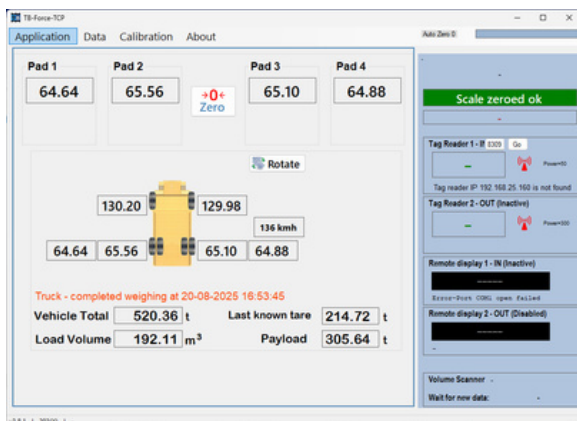 TB-Force-TCP
Application Data Calibration About
Auto Zero 0
Pad 1 Pad 2 Pad 3 Pad 4
64.64 65.56 →0← Zero 65.10 64.88
Scale zeroed ok
Rotate
130.20 129.98
136 kmh
64.64 65.56 65.10 64.88
Truck - completed weighing at 20-08-2025 16:53:45
Vehicle Total 520.36 t Last known tare 214.72 t
Load Volume 192.11 m³ Payload 305.64 t
Tag Reader 1 - IN 0309 Go
Tag reader IP 192.168.25.160 is not found
Tag Reader 2 - OUT (Inactive)
Remote display 1 - IN (Inactive)
-----
Error-Port COM1 open failed
Remote display 2 - OUT (Disabled)
-----
-
Volume Scanner -
Wait for new data: -